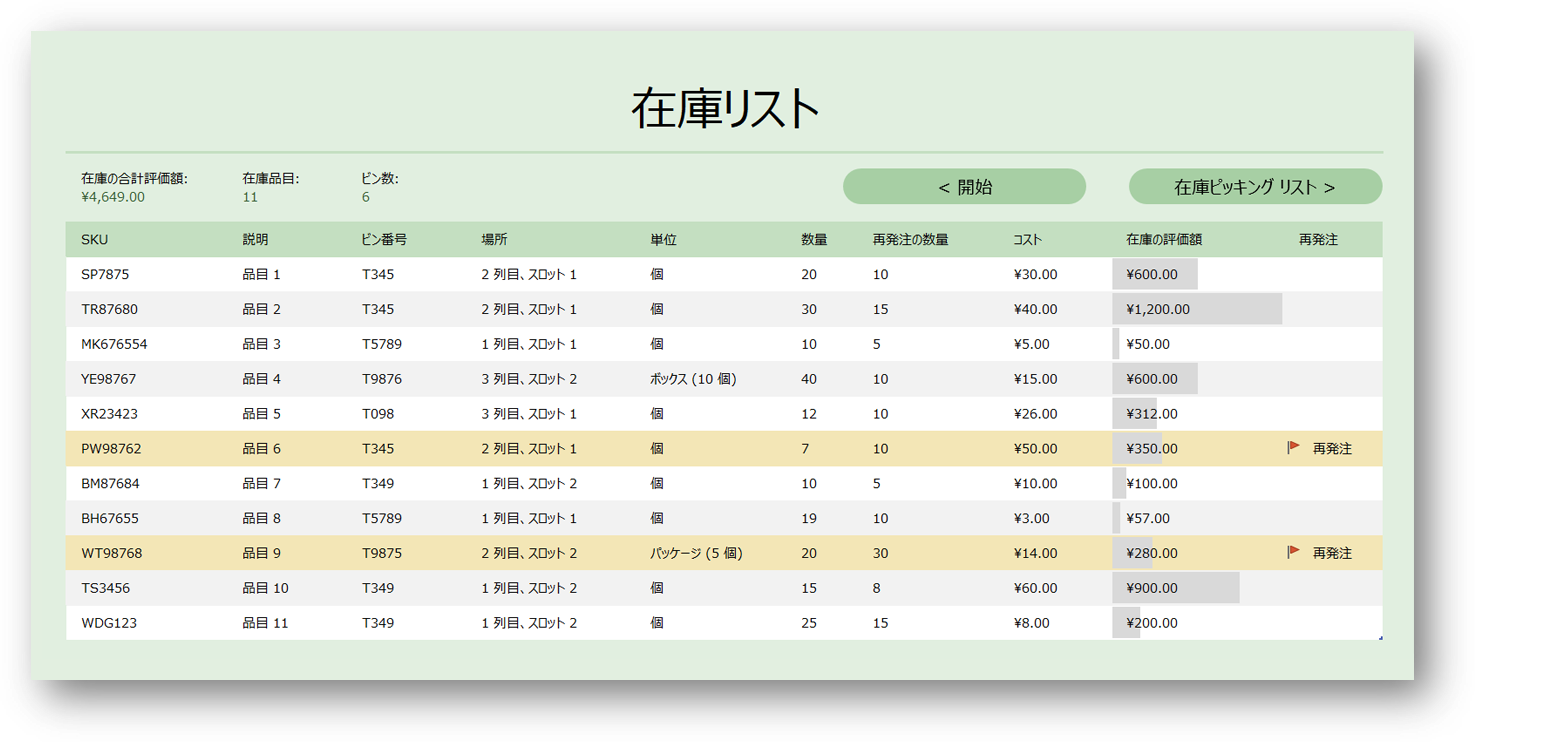 在庫リスト
在庫の合計評価額: 在庫品目: ビン数:
¥4,649.00 11 6
< 開始 在庫ピッキング リスト >
SKU 説明 ビン番号 場所 単位 数量 再発注の数量 コスト 在庫の評価額 再発注
SP7875 品目 1 T345 2 列目、スロット 1 個 20 10 ¥30.00 ¥600.00
TR87680 品目 2 T345 2 列目、スロット 1 個 30 15 ¥40.00 ¥1,200.00
MK676554 品目 3 T5789 1 列目、スロット 1 個 10 5 ¥5.00 ¥50.00
YE98767 品目 4 T9876 3 列目、スロット 2 ボックス (10 個) 40 10 ¥15.00 ¥600.00
XR23423 品目 5 T098 3 列目、スロット 1 個 12 10 ¥26.00 ¥312.00
PW98762 品目 6 T345 2 列目、スロット 1 個 7 10 ¥50.00 ¥350.00 再発注
BM87684 品目 7 T349 1 列目、スロット 2 個 10 5 ¥10.00 ¥100.00
BH67655 品目 8 T5789 1 列目、スロット 1 個 19 10 ¥3.00 ¥57.00
WT98768 品目 9 T9875 2 列目、スロット 2 パッケージ (5 個) 20 30 ¥14.00 ¥280.00 再発注
TS3456 品目 10 T349 1 列目、スロット 2 個 15 8 ¥60.00 ¥900.00
WDG123 品目 11 T349 1 列目、スロット 2 個 25 15 ¥8.00 ¥200.00